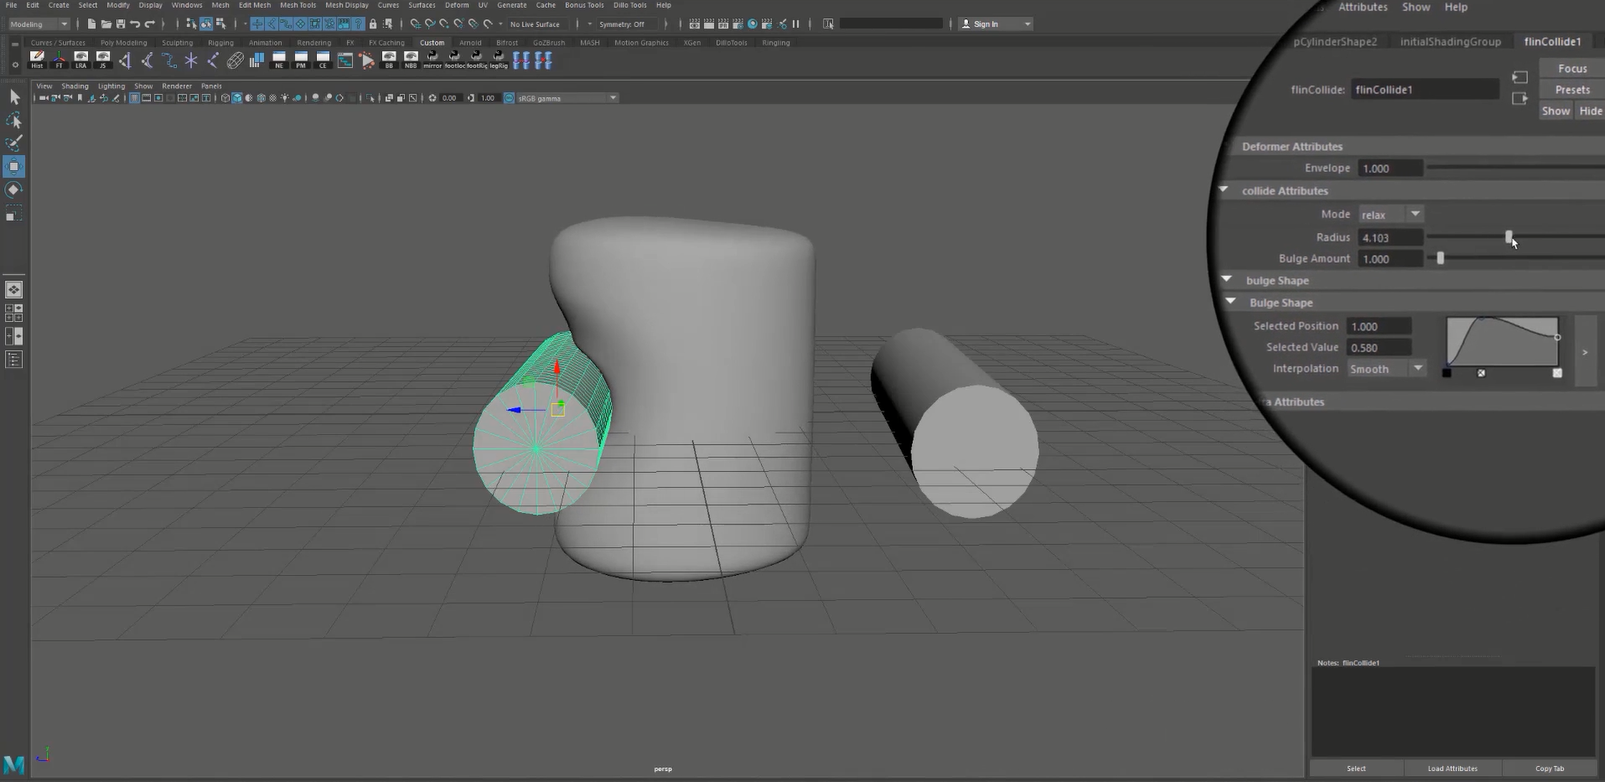 File Edit Create Select Modify Display Windows Mesh Edit Mesh Mesh Tools Mesh Display Curves Surfaces Deform UV Generate Cache Bonus Tools Dillo Tools Help
Modeling No Live Surface Symmetry: Off Sign In
Curves / Surfaces Poly Modeling Sculpting Rigging Animation Rendering FX FX Caching Custom Arnold Bifrost GoZBrush MASH Motion Graphics XGen DilloTools Ringing
Hist FT LRA JS NE PM CE BB NBB mirror footloc footRig legRig
View Shading Lighting Show Renderer Panels
0.00 1.00 sRGB gamma
Attributes Show Help
pCylinderShape2 initialShadingGroup flinCollide1
Focus
flinCollide: flinCollide1 Presets
Show Hide
Deformer Attributes
Envelope 1.000
collide Attributes
Mode relax
Radius 4.103
Bulge Amount 1.000
bulge Shape
Bulge Shape
Selected Position 1.000
Selected Value 0.580
Interpolation Smooth
>
ra Attributes
Notes: flinCollide1
Select Load Attributes Copy Tab
persp